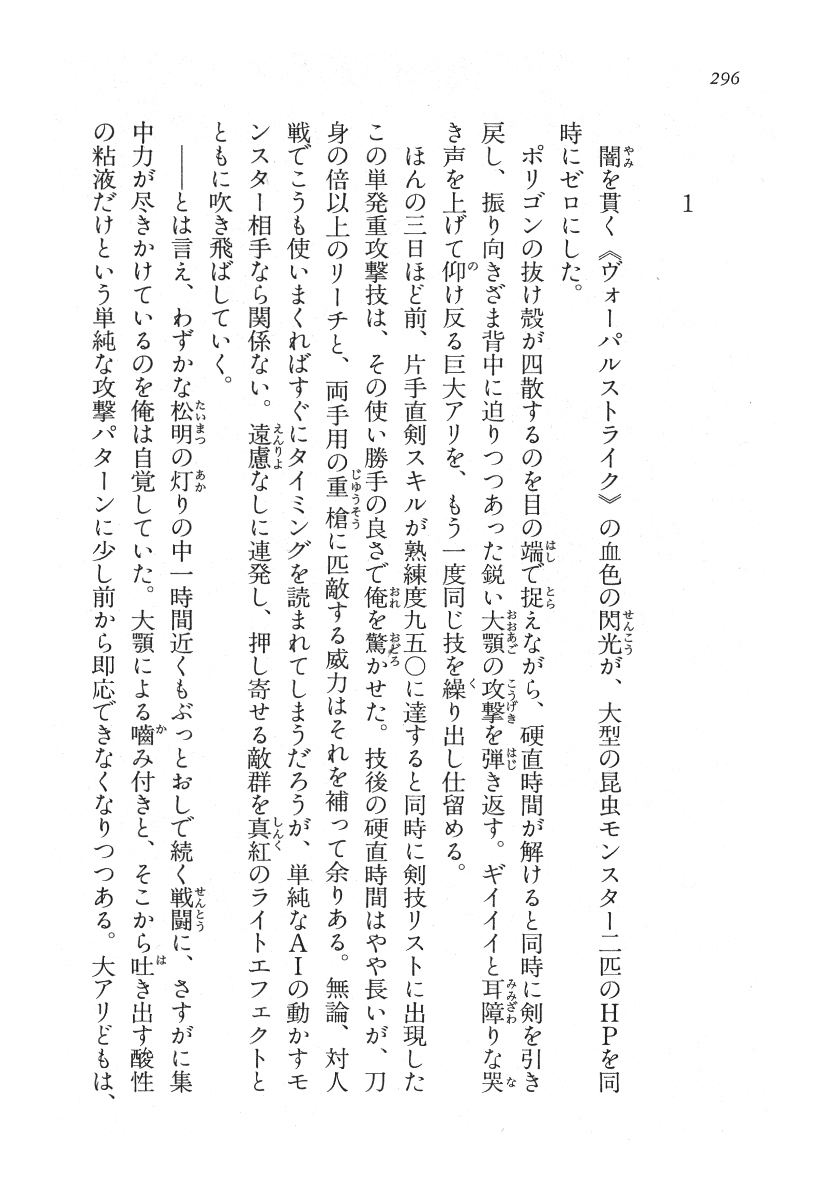 296
1
闇を貫く《ヴォーパルストライク》の血色の閃光が、大型の昆虫モンスター二匹のHPを同
時にゼロにした。
ポリゴンの抜け殻が四散するのを目の端で捉えながら、硬直時間が解けると同時に剣を引き
戻し、振り向きざま背中に迫りつつあった鋭い大顎の攻撃を弾き返す。ギイイイと耳障りな哭
き声を上げて仰け反る巨大アリを、もう一度同じ技を繰り出し仕留める。
ほんの三日ほど前、片手直剣スキルが熟練度九五〇に達すると同時に剣技リストに出現した
この単発重攻撃技は、その使い勝手の良さで俺を驚かせた。技後の硬直時間はやや長いが、刀
身の倍以上のリーチと、両手用の重槍に匹敵する威力はそれを補って余りある。無論、対人
戦でこうも使いまくればすぐにタイミングを読まれてしまうだろうが、単純なAIの動かすモ
ンスター相手なら関係ない。遠慮なしに連発し、押し寄せる敵群を真紅のライトエフェクトと
ともに吹き飛ばしていく。
――とは言え、わずかな松明の灯りの中一時間近くもぶっとおしで続く戦闘に、さすがに集
中力が尽きかけているのを俺は自覚していた。大顎による嚙み付きと、そこから吐き出す酸性
の粘液だけという単純な攻撃パターンに少し前から即応できなくなりつつある。大アリどもは、